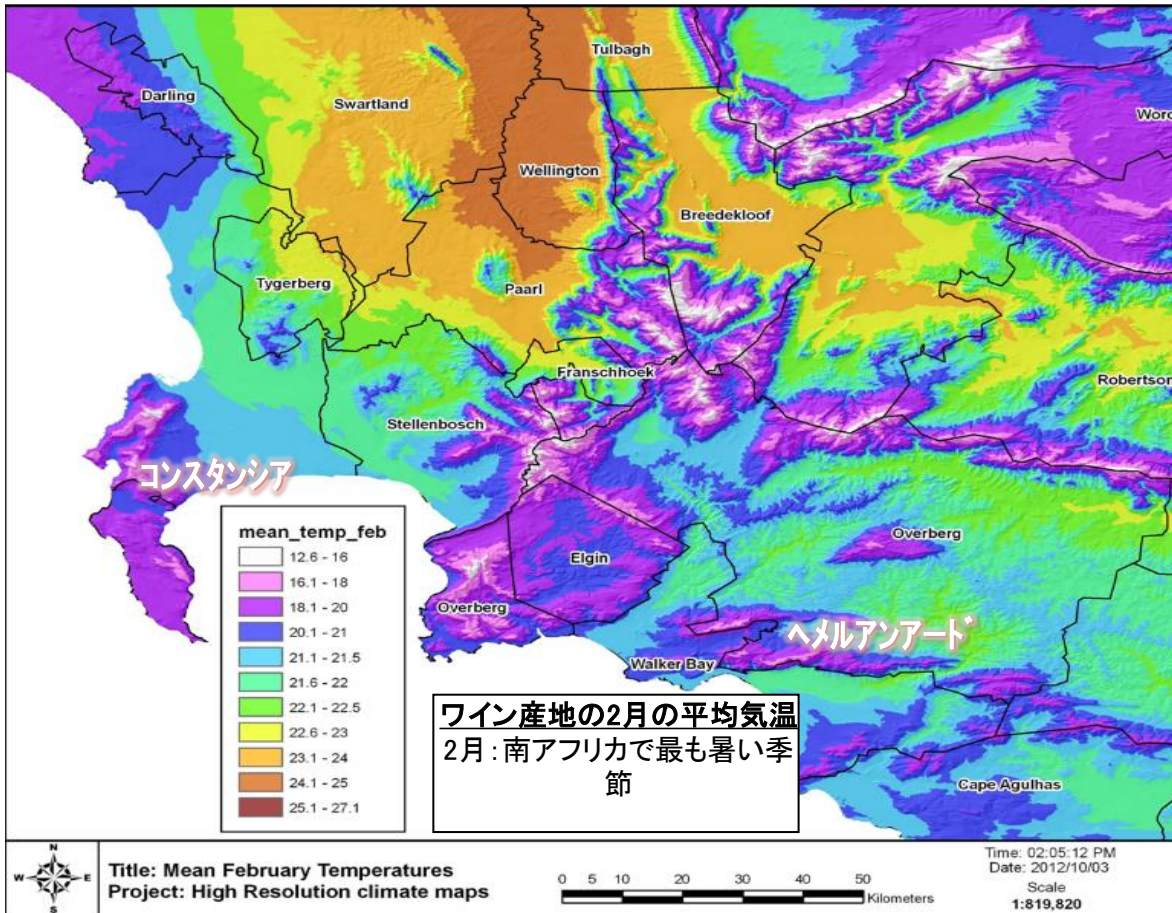 Tulbagh
Darling
Swartland
Worc
Wellington
Breedekloof
Tygerberg
Paarl
Franschhoek
Robertson
Stellenbosch
コンスタンシア
mean_temp_feb
12.6 - 16
16.1 - 18
18.1 - 20
20.1 - 21
21.1 - 21.5
21.6 - 22
22.1 - 22.5
22.6 - 23
23.1 - 24
24.1 - 25
25.1 - 27.1
Overberg
Elgin
Overberg
ヘメルアンアード
Walker Bay
ワイン産地の2月の平均気温
2月：南アフリカで最も暑い季
節
Cape Agulhas
N
W E
S
Title: Mean February Temperatures
Project: High Resolution climate maps
0 5 10 20 30 40 50
Kilometers
Time: 02:05:12 PM
Date: 2012/10/03
Scale
1:819,820